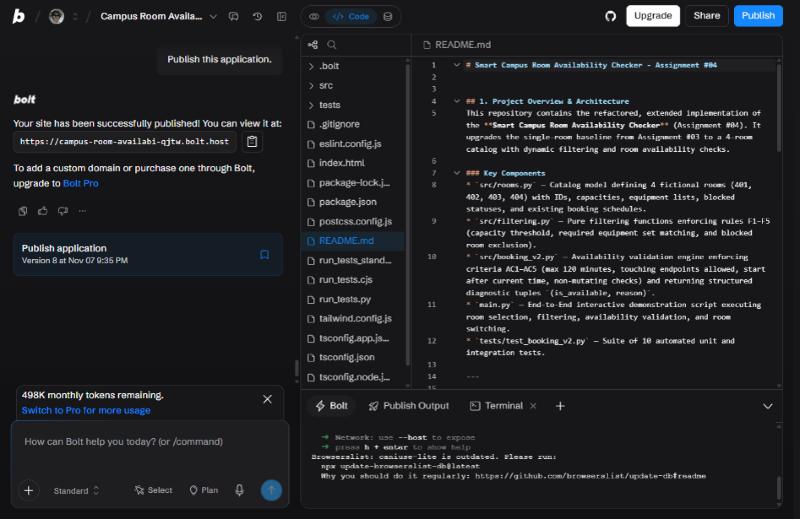 b / Campus Room Availa...
Code
Upgrade
Share
Publish
Publish this application.
bolt
Your site has been successfully published! You can view it at:
https://campus-room-availabi-qjtw.bolt.host
To add a custom domain or purchase one through Bolt,
upgrade to Bolt Pro
Publish application
Version 8 at Nov 07 9:35 PM
498K monthly tokens remaining.
Switch to Pro for more usage
How can Bolt help you today? (or /command)
Standard
Select
Plan
.bolt
src
tests
.gitignore
eslint.config.js
index.html
package-lock.j...
package.json
postcss.config.js
README.md
run_tests_stand...
run_tests.cjs
run_tests.py
tailwind.config.js
tsconfig.app.js...
tsconfig.json
tsconfig.node.j...
README.md
1 # Smart Campus Room Availability Checker - Assignment #04
2
3
4 ## 1. Project Overview & Architecture
5 This repository contains the refactored, extended implementation of
the **Smart Campus Room Availability Checker** (Assignment #04). It
upgrades the single-room baseline from Assignment #03 to a 4-room
catalog with dynamic filtering and room availability checks.
6
7 ### Key Components
8 * `src/rooms.py` — Catalog model defining 4 fictional rooms (401,
402, 403, 404) with IDs, capacities, equipment lists, blocked
statuses, and existing booking schedules.
9 * `src/filtering.py` — Pure filtering functions enforcing rules F1–F5
(capacity threshold, required equipment set matching, and blocked
room exclusion).
10 * `src/booking_v2.py` — Availability validation engine enforcing
criteria AC1–AC5 (max 120 minutes, touching endpoints allowed, start
after current time, non-mutating checks) and returning structured
diagnostic tuples `(is_available, reason)`.
11 * `main.py` — End-to-End interactive demonstration script executing
room selection, filtering, availability validation, and room
switching.
12 * `tests/test_booking_v2.py` — Suite of 10 automated unit and
integration tests.
13
14 ---
15
Bolt
Publish Output
Terminal
➜ Network: use --host to expose
➜ press h + enter to show help
Browserslist: caniuse-lite is outdated. Please run:
npx update-browserslist-db@latest
Why you should do it regularly: https://github.com/browserslist/update-db#readme